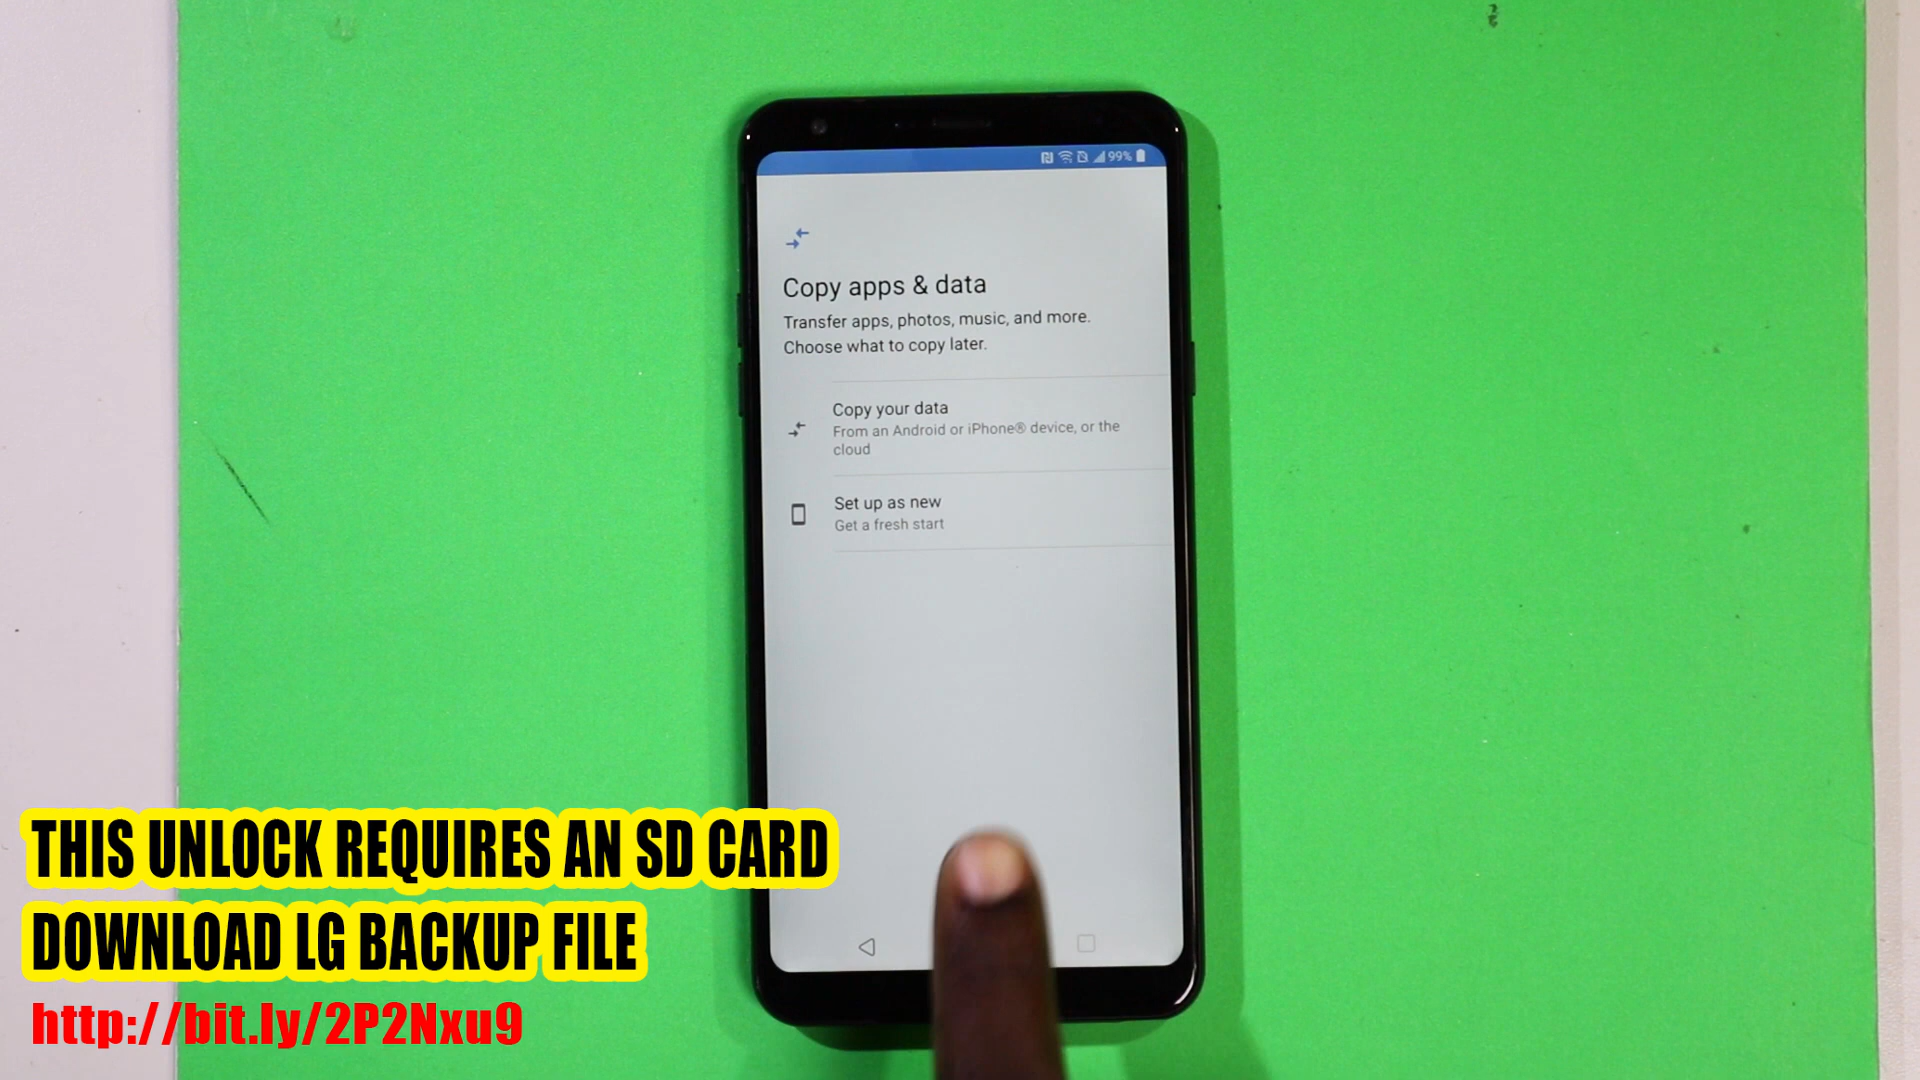 99%
Copy apps & data
Transfer apps, photos, music, and more.
Choose what to copy later.
Copy your data
From an Android or iPhone® device, or the
cloud
Set up as new
Get a fresh start
THIS UNLOCK REQUIRES AN SD CARD
DOWNLOAD LG BACKUP FILE
http://bit.ly/2P2Nxu9